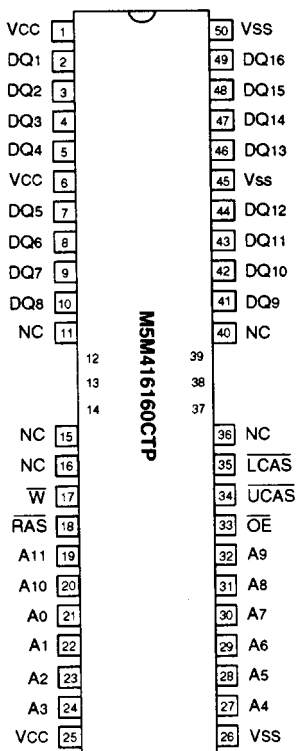 VCC 1 50 VSS
DQ1 2 49 DQ16
DQ2 3 48 DQ15
DQ3 4 47 DQ14
DQ4 5 46 DQ13
VCC 6 45 Vss
DQ5 7 44 DQ12
DQ6 8 43 DQ11
DQ7 9 42 DQ10
DQ8 10 41 DQ9
NC 11 40 NC
12 39
13 38
14 37
M5M416160CTP
NC 15 36 NC
NC 16 35 L̅C̅A̅S̅
W̅ 17 34 U̅C̅A̅S̅
R̅A̅S̅ 18 33 O̅E̅
A11 19 32 A9
A10 20 31 A8
A0 21 30 A7
A1 22 29 A6
A2 23 28 A5
A3 24 27 A4
VCC 25 26 VSS